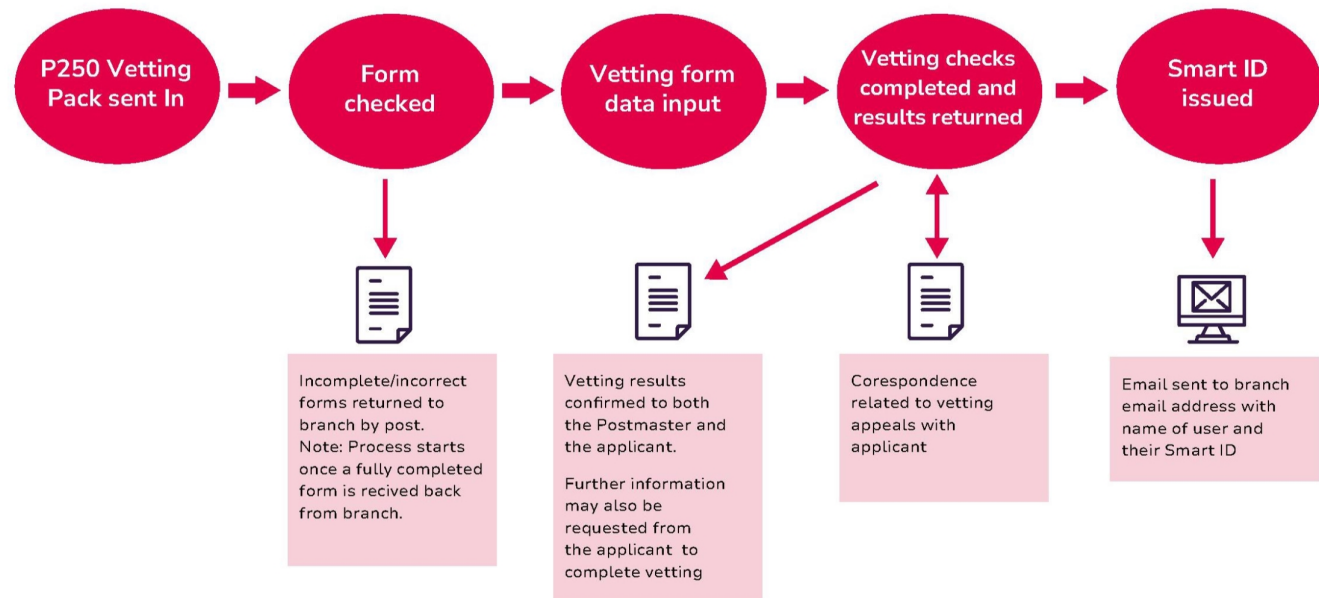 P250 Vetting
Pack sent In
Form
checked
Vetting form
data input
Vetting checks
completed and
results returned
Smart ID
issued
Incomplete/incorrect
forms returned to
branch by post.
Note: Process starts
once a fully completed
form is recived back
from branch.
Vetting results
confirmed to both
the Postmaster and
the applicant.
Further information
may also be
requested from
the applicant to
complete vetting
Corespondence
related to vetting
appeals with
applicant
Email sent to branch
email address with
name of user and
their Smart ID